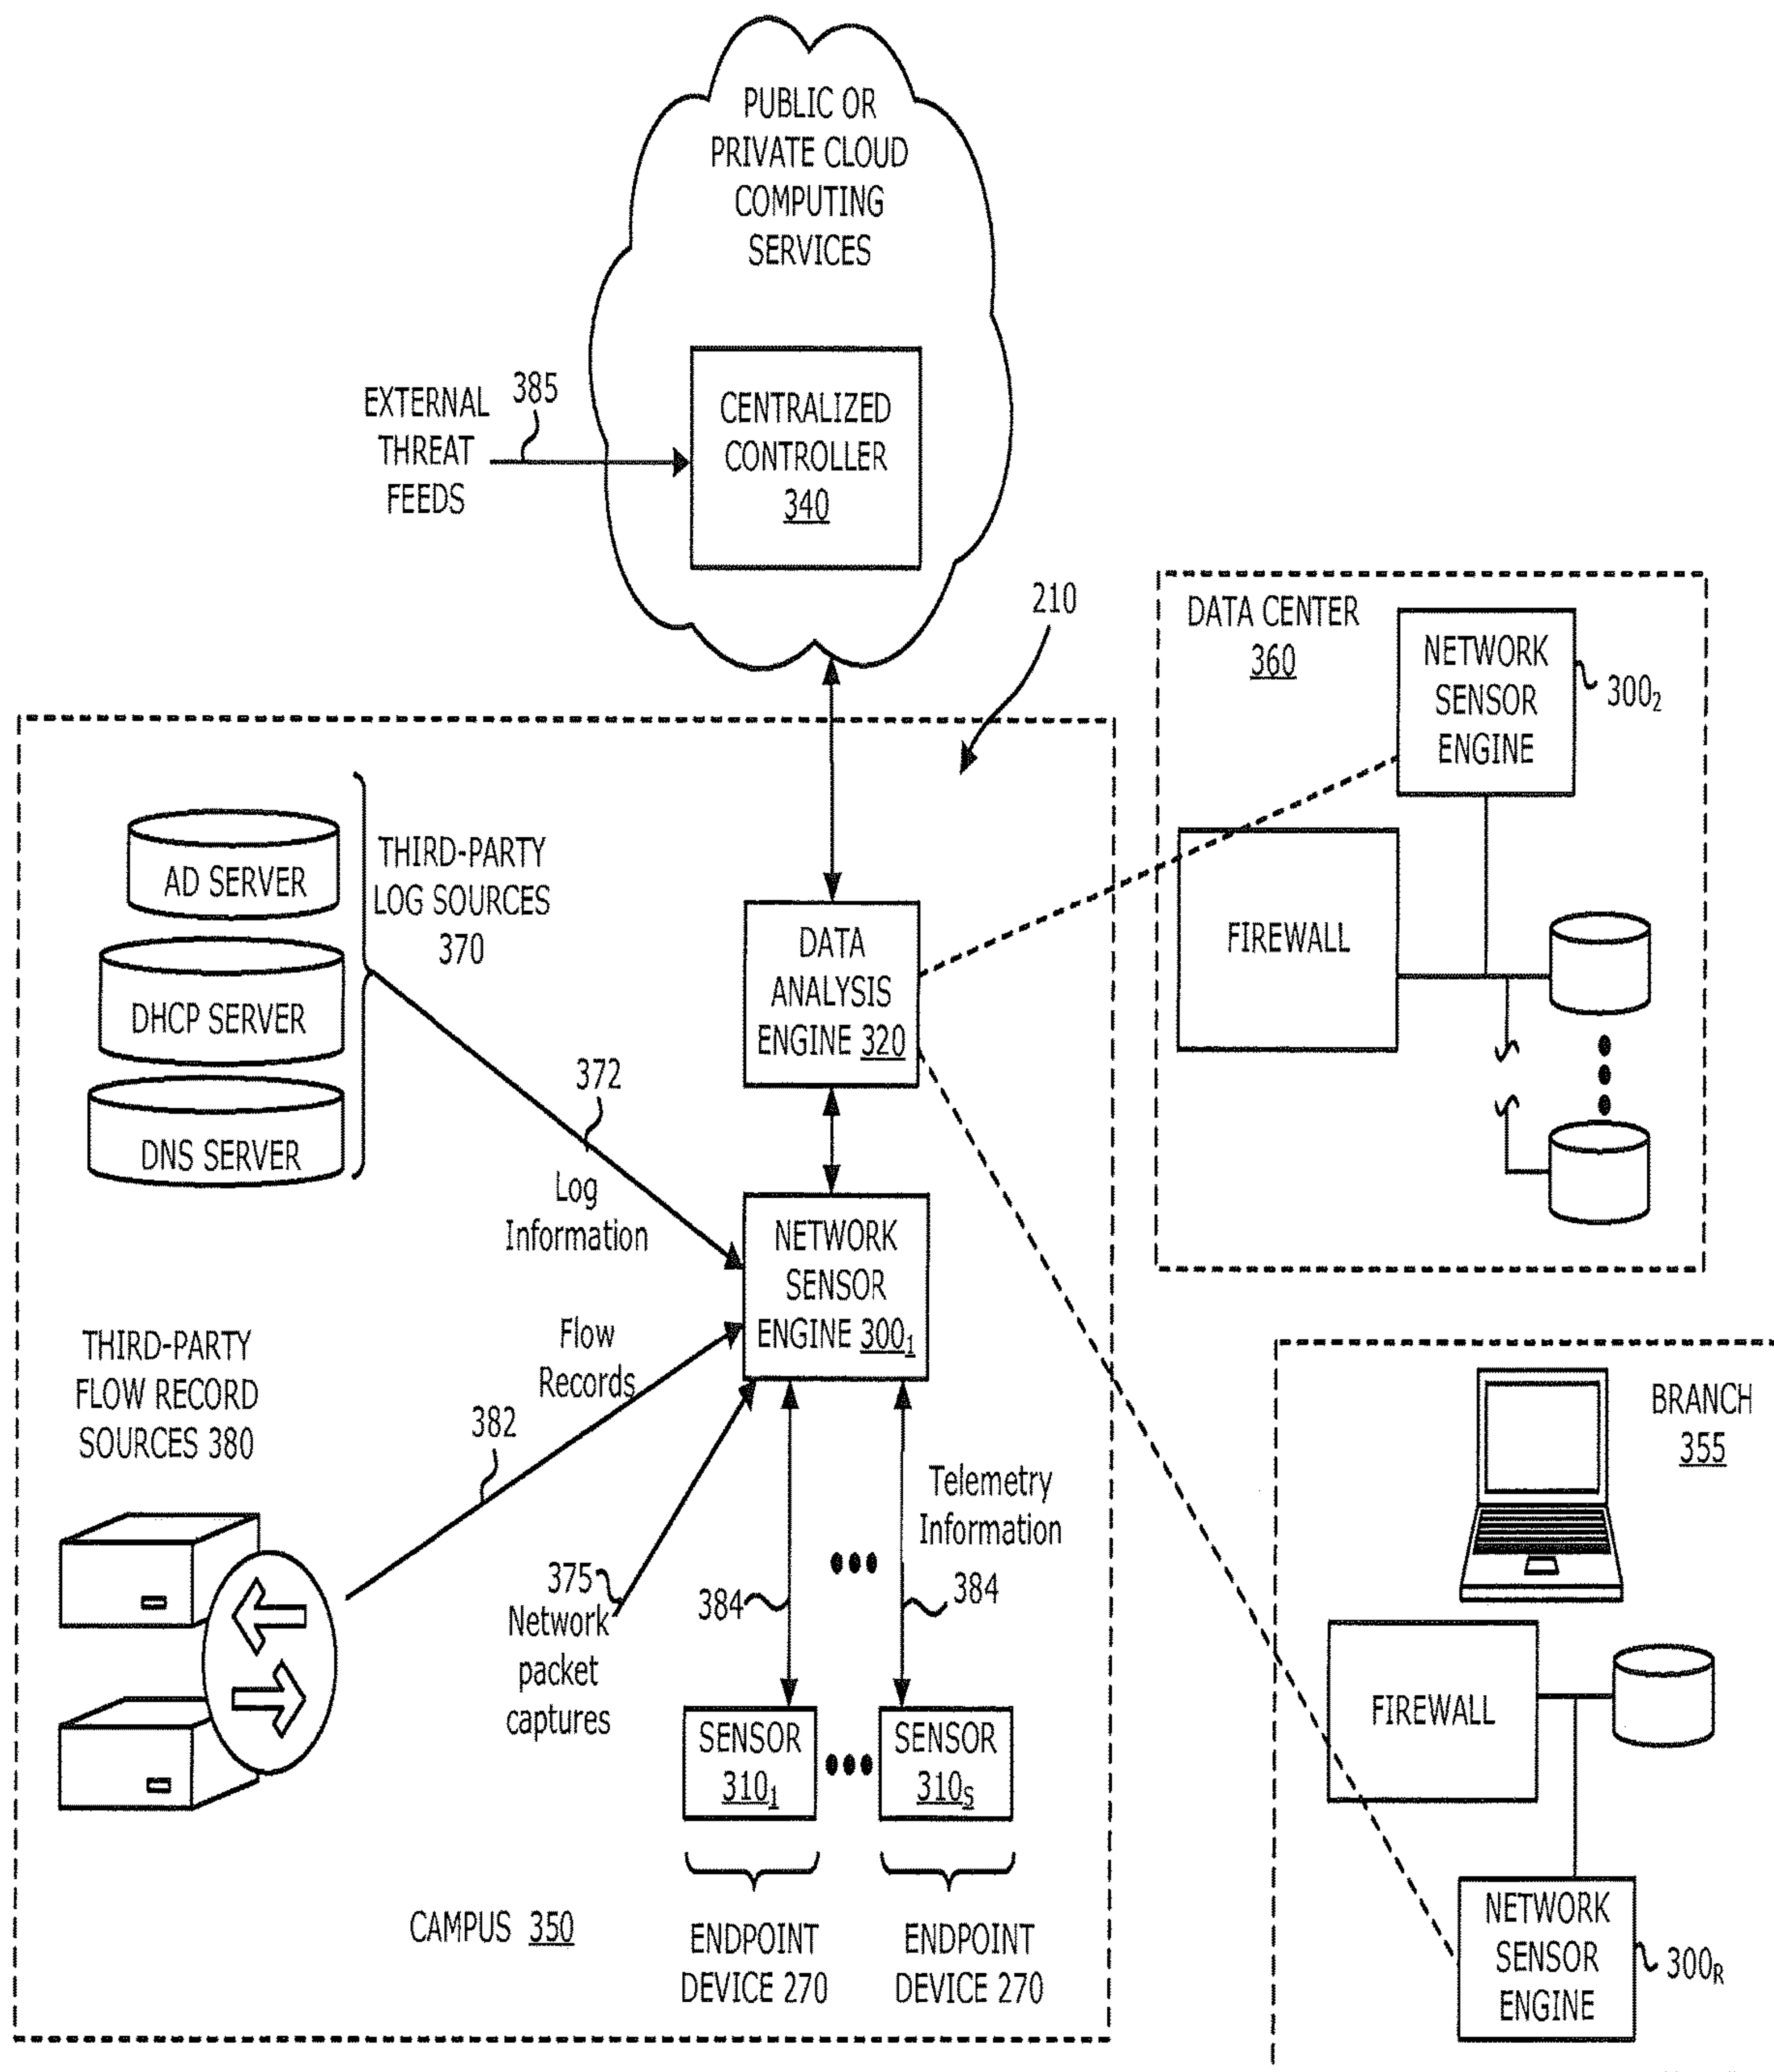 PUBLIC OR
PRIVATE CLOUD
COMPUTING
SERVICES
EXTERNAL
THREAT
FEEDS
385
CENTRALIZED
CONTROLLER
340
210
DATA CENTER
360
NETWORK
SENSOR
ENGINE
300₂
FIREWALL
AD SERVER
DHCP SERVER
DNS SERVER
THIRD-PARTY
LOG SOURCES
370
DATA
ANALYSIS
ENGINE 320
372
Log
Information
NETWORK
SENSOR
ENGINE 300₁
THIRD-PARTY
FLOW RECORD
SOURCES 380
Flow
Records
382
375
Network
packet
captures
384
Telemetry
Information
384
SENSOR
310₁
SENSOR
310S
CAMPUS 350
ENDPOINT
DEVICE 270
ENDPOINT
DEVICE 270
BRANCH
355
FIREWALL
NETWORK
SENSOR
ENGINE
300R